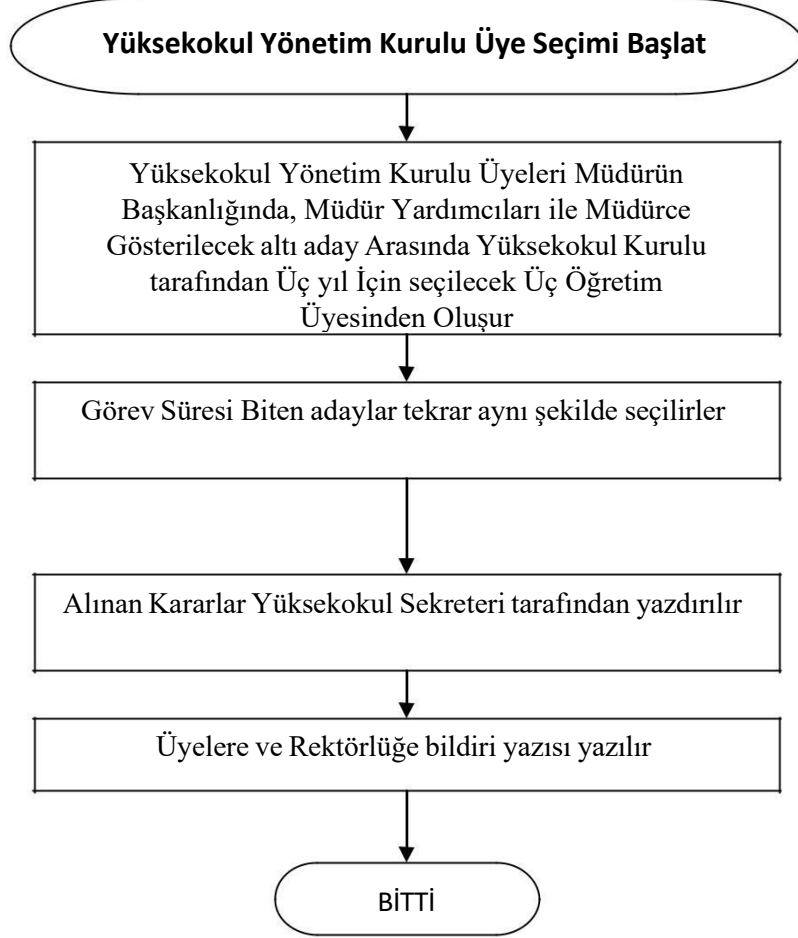 Yüksekokul Yönetim Kurulu Üye Seçimi Başlat
Yüksekokul Yönetim Kurulu Üyeleri Müdürün
Başkanlığında, Müdür Yardımcıları ile Müdürce
Gösterilecek altı aday Arasında Yüksekokul Kurulu
tarafından Üç yıl İçin seçilecek Üç Öğretim
Üyesinden Oluşur
Görev Süresi Biten adaylar tekrar aynı şekilde seçilirler
Alınan Kararlar Yüksekokul Sekreteri tarafından yazdırılır
Üyelere ve Rektörlüğe bildiri yazısı yazılır
BİTTİ